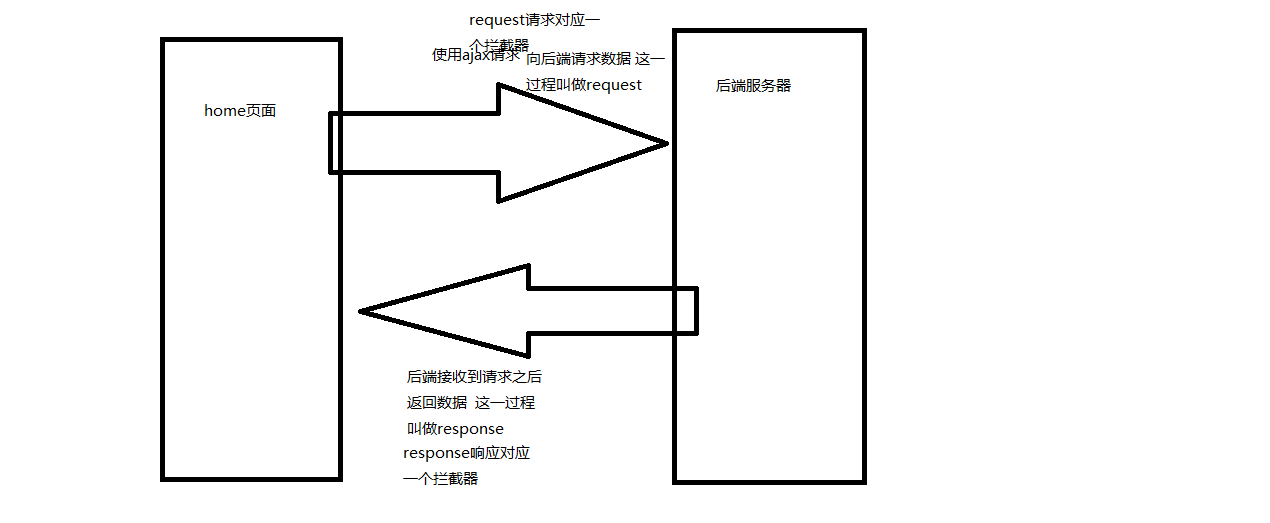 request请求对应一
个拦截器
使用ajax请求
向后端请求数据 这一
过程叫做request
home页面
后端服务器
后端接收到请求之后
返回数据 这一过程
叫做response
response响应对应
一个拦截器